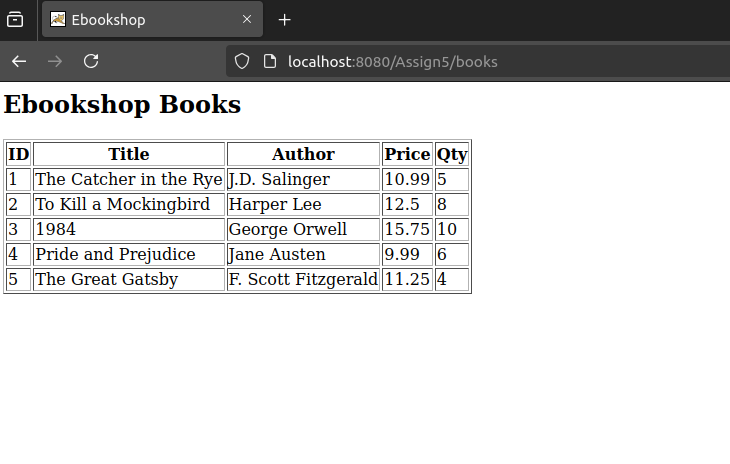 Ebookshop
localhost:8080/Assign5/books
Ebookshop Books
ID Title Author Price Qty
1 The Catcher in the Rye J.D. Salinger 10.99 5
2 To Kill a Mockingbird Harper Lee 12.5 8
3 1984 George Orwell 15.75 10
4 Pride and Prejudice Jane Austen 9.99 6
5 The Great Gatsby F. Scott Fitzgerald 11.25 4